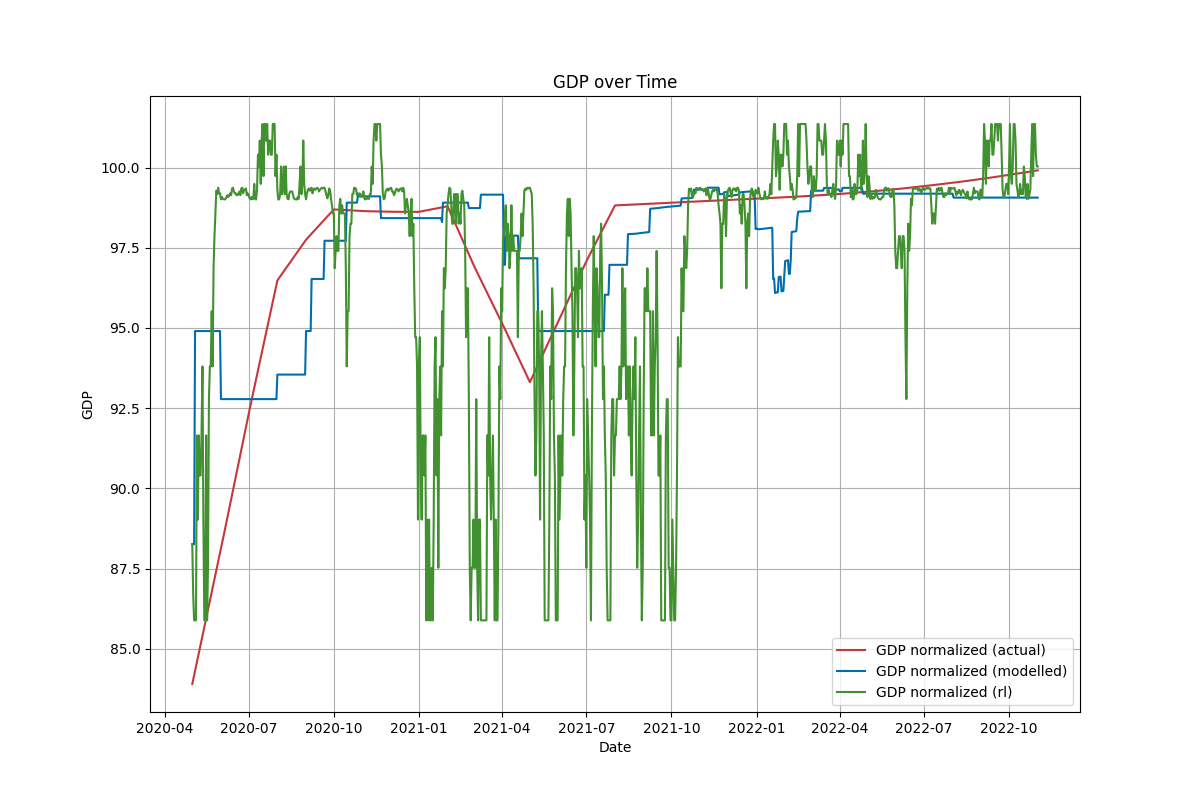 GDP over Time
GDP
100.0
97.5
95.0
92.5
90.0
87.5
85.0
2020-04 2020-07 2020-10 2021-01 2021-04 2021-07 2021-10 2022-01 2022-04 2022-07 2022-10
Date
GDP normalized (actual)
GDP normalized (modelled)
GDP normalized (rl)